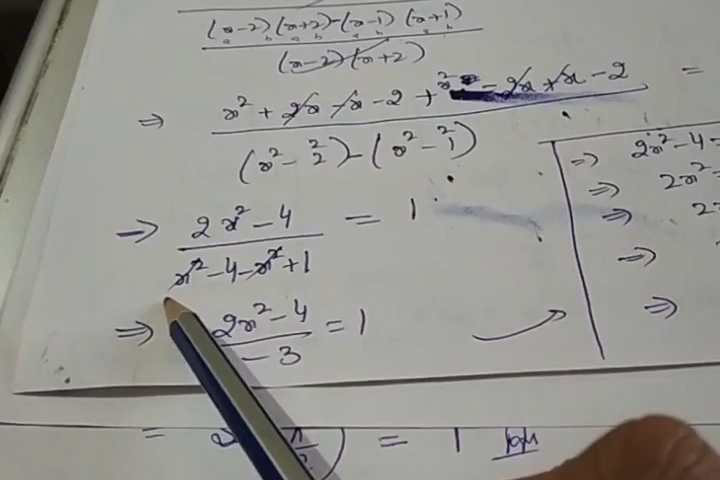 (x-2)(x+2)-(x-1)(x+1)
(x-2)(x+2)
⇒ x² + 2x - x - 2 + x² - 2x + x - 2 =
(x² - 2²) - (x² - 1²)
⇒ 2x² - 4 = 1
x² - 4 - x² + 1
⇒ 2x² - 4 = 1
- 3
⇒ 2x² - 4 =
⇒ 2x² =
⇒
⇒
⇒
= = 1